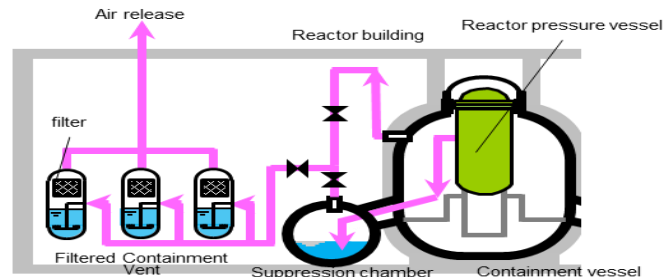 Air release
Reactor building
Reactor pressure vessel
filter
Filtered Containment
Vent
Suppression chamber
Containment vessel